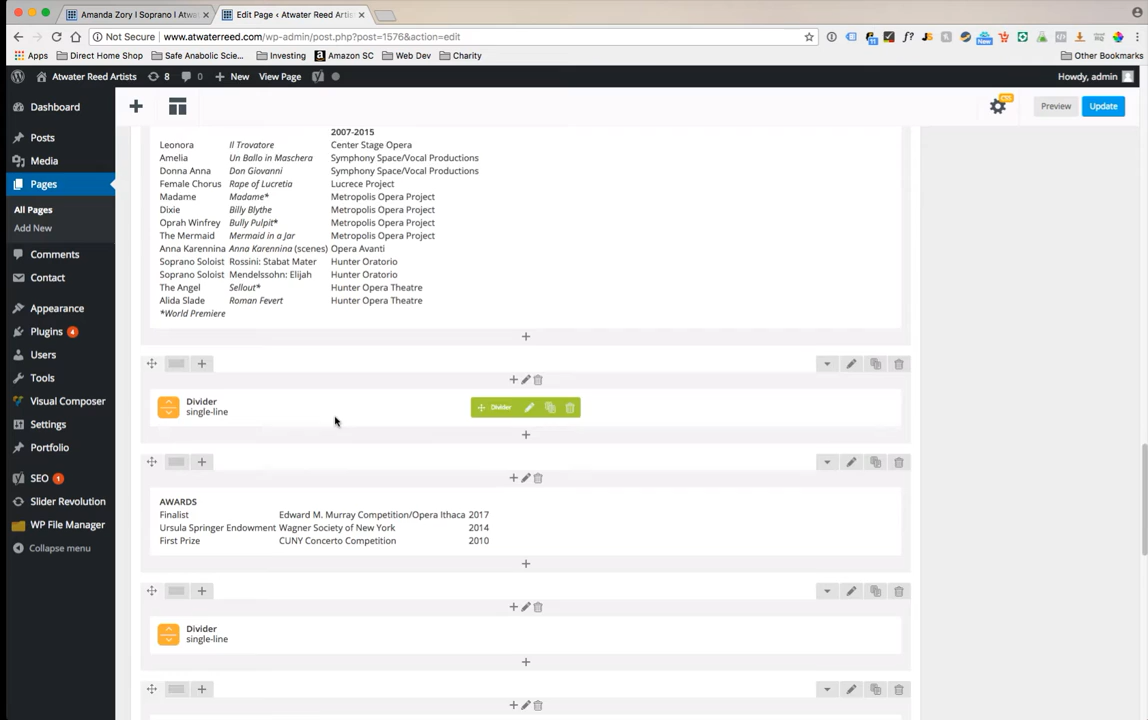 Amanda Zory I Soprano I Atwa
Edit Page ‹ Atwater Reed Artis
Not Secure www.atwaterreed.com/wp-admin/post.php?post=1576&action=edit
Apps Direct Home Shop Safe Anabolic Scie... Investing Amazon SC Web Dev Charity Other Bookmarks
Atwater Reed Artists 8 0 New View Page Howdy, admin
Dashboard
Posts
Media
Pages
All Pages
Add New
Comments
Contact
Appearance
Plugins 4
Users
Tools
Visual Composer
Settings
Portfolio
SEO 1
Slider Revolution
WP File Manager
Collapse menu
Preview Update
2007-2015
Leonora Il Trovatore Center Stage Opera
Amelia Un Ballo in Maschera Symphony Space/Vocal Productions
Donna Anna Don Giovanni Symphony Space/Vocal Productions
Female Chorus Rape of Lucretia Lucrece Project
Madame Madame* Metropolis Opera Project
Dixie Billy Blythe Metropolis Opera Project
Oprah Winfrey Bully Pulpit* Metropolis Opera Project
The Mermaid Mermaid in a Jar Metropolis Opera Project
Anna Karennina Anna Karennina (scenes) Opera Avanti
Soprano Soloist Rossini: Stabat Mater Hunter Oratorio
Soprano Soloist Mendelssohn: Elijah Hunter Oratorio
The Angel Sellout* Hunter Opera Theatre
Alida Slade Roman Fevert Hunter Opera Theatre
*World Premiere
Divider
single-line
Divider
AWARDS
Finalist Edward M. Murray Competition/Opera Ithaca 2017
Ursula Springer Endowment Wagner Society of New York 2014
First Prize CUNY Concerto Competition 2010
Divider
single-line